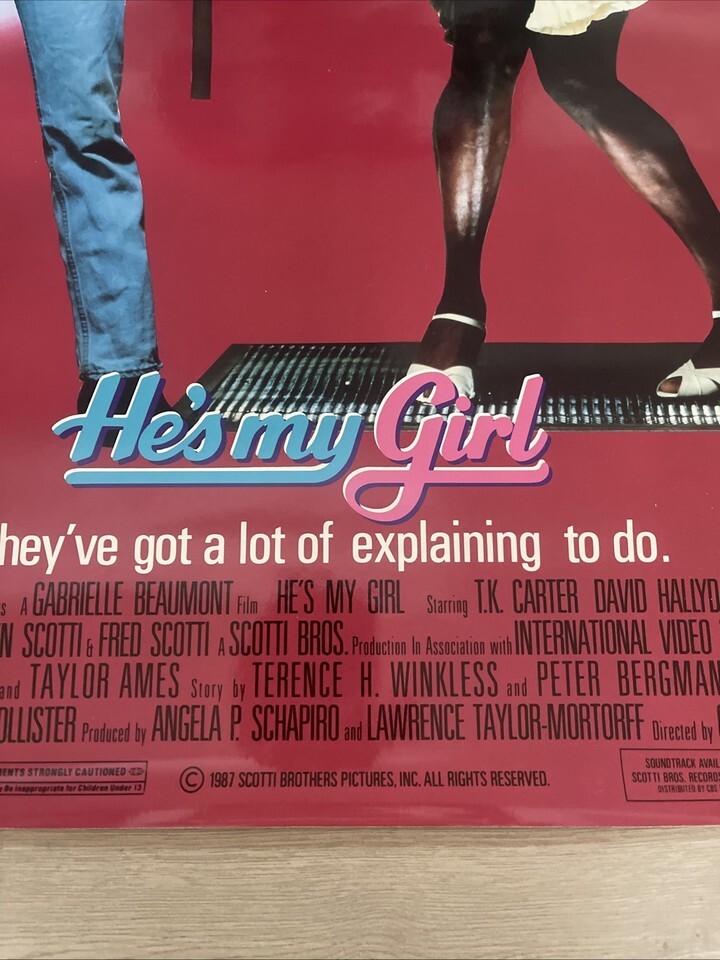 He's my Girl
hey've got a lot of explaining to do.
s A GABRIELLE BEAUMONT Film HE'S MY GIRL Starring T.K. CARTER DAVID HALLYD
N SCOTTI & FRED SCOTTI A SCOTTI BROS. Production In Association with INTERNATIONAL VIDEO
and TAYLOR AMES Story by TERENCE H. WINKLESS and PETER BERGMAN
OLLISTER Produced by ANGELA P. SCHAPIRO and LAWRENCE TAYLOR-MORTORFF Directed by
ENTS STRONGLY CAUTIONED
y Be Inappropriate for Children Under 13
© 1987 SCOTTI BROTHERS PICTURES, INC. ALL RIGHTS RESERVED.
SOUNDTRACK AVAIL
SCOTTI BROS. RECORDS
DISTRIBUTED BY CBS